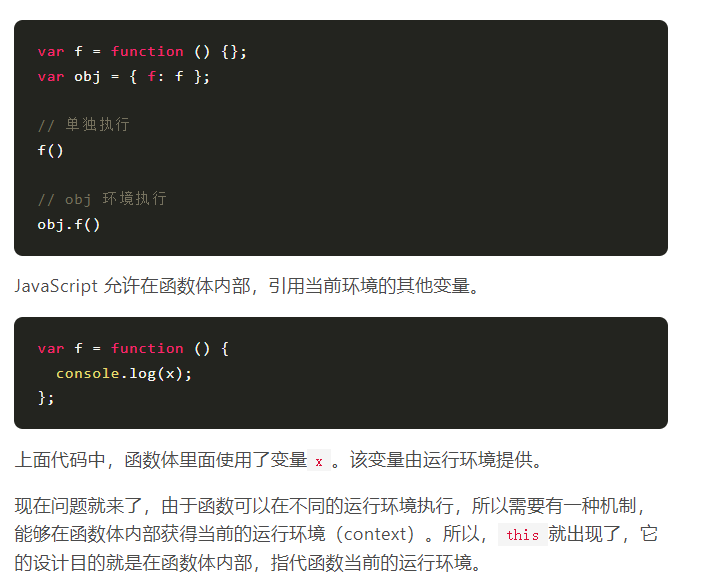 var f = function () {};
var obj = { f: f };
// 单独执行
f()
// obj 环境执行
obj.f()
JavaScript 允许在函数体内部，引用当前环境的其他变量。
var f = function () {
  console.log(x);
};
上面代码中，函数体里面使用了变量 x 。该变量由运行环境提供。
现在问题就来了，由于函数可以在不同的运行环境执行，所以需要有一种机制，
能够在函数体内部获得当前的运行环境（context）。所以， this 就出现了，它
的设计目的就是在函数体内部，指代函数当前的运行环境。